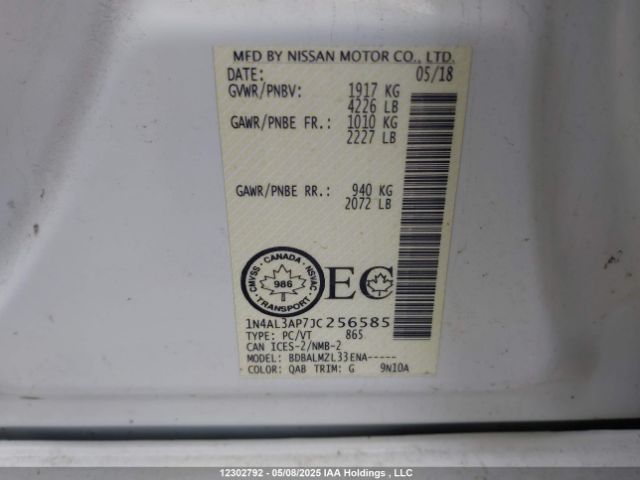 MFD BY NISSAN MOTOR CO., LTD.
DATE: 05/18
GVWR/PNBV: 1917 KG
4226 LB
GAWR/PNBE FR.: 1010 KG
2227 LB
GAWR/PNBE RR.: 940 KG
2072 LB
CANADA
CMVSS NSVAC
986
TRANSPORT
EC
1N4AL3AP7JC256585
TYPE: PC/VT 865
CAN ICES-2/NMB-2
MODEL: BDBALMZL33ENA-----
COLOR: QAB TRIM: G 9N10A
12302792 - 05/08/2025 IAA Holdings , LLC